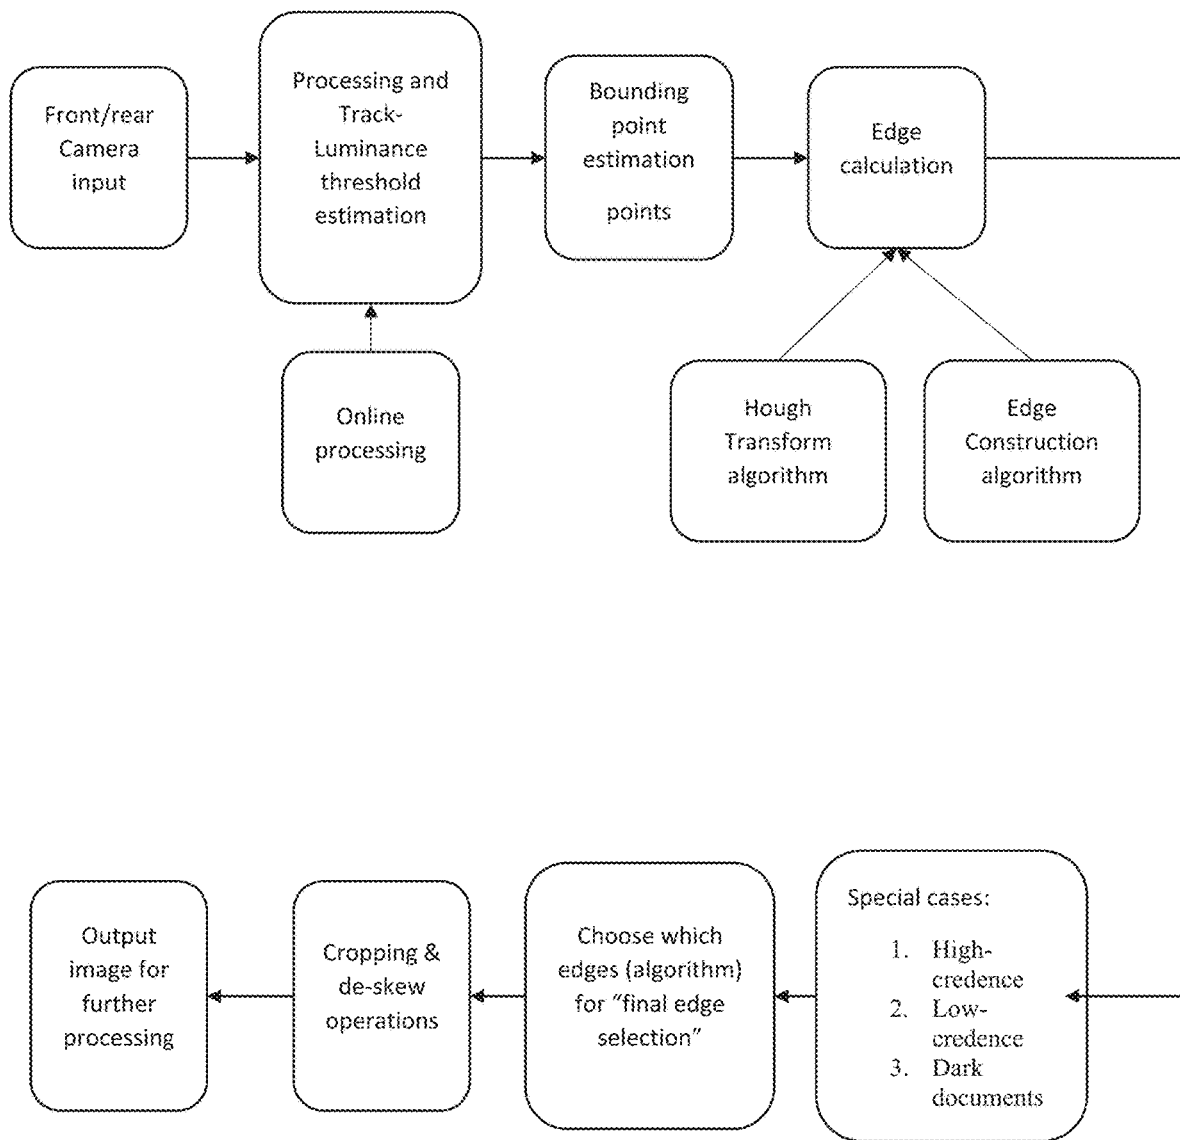 Front/rear
Camera
input
Processing and
Track-
Luminance
threshold
estimation
Bounding
point
estimation
points
Edge
calculation
Online
processing
Hough
Transform
algorithm
Edge
Construction
algorithm
Output
image for
further
processing
Cropping &
de-skew
operations
Choose which
edges (algorithm)
for “final edge
selection”
Special cases:
1. High-
credence
2. Low-
credence
3. Dark
documents